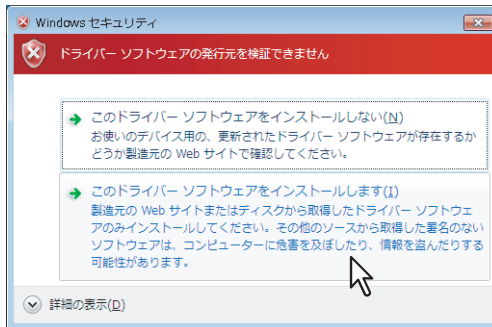 Windows セキュリティ
ドライバー ソフトウェアの発行元を検証できません
このドライバー ソフトウェアをインストールしない(N)
お使いのデバイス用の、更新されたドライバー ソフトウェアが存在するか
どうか製造元の Web サイトで確認してください。
このドライバー ソフトウェアをインストールします(I)
製造元の Web サイトまたはディスクから取得したドライバー ソフトウェ
アのみインストールしてください。その他のソースから取得した署名のない
ソフトウェアは、コンピューターに危害を及ぼしたり、情報を盗んだりする
可能性があります。
詳細の表示(D)